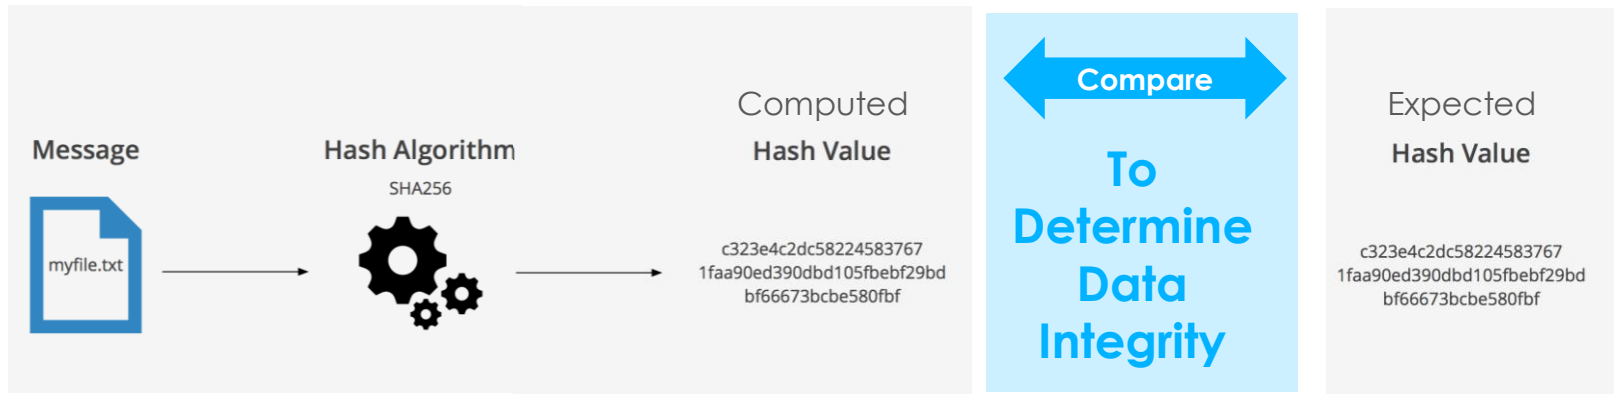 Message
myfile.txt
Hash Algorithm
SHA256
Computed
Hash Value
c323e4c2dc58224583767
1faa90ed390dbd105fbebf29bd
bf66673bcbe580fbf
Compare
To
Determine
Data
Integrity
Expected
Hash Value
c323e4c2dc58224583767
1faa90ed390dbd105fbebf29bd
bf66673bcbe580fbf